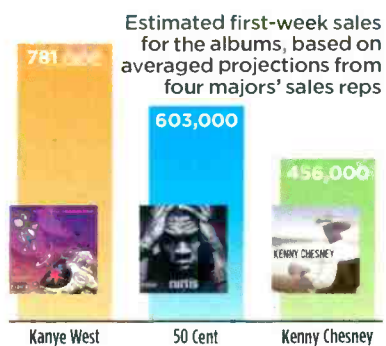 Estimated first-week sales
for the albums, based on
averaged projections from
four majors' sales reps
781
603,000
456,000
KENNY CHESNEY
Kanye West
50 Cent
Kenny Chesney